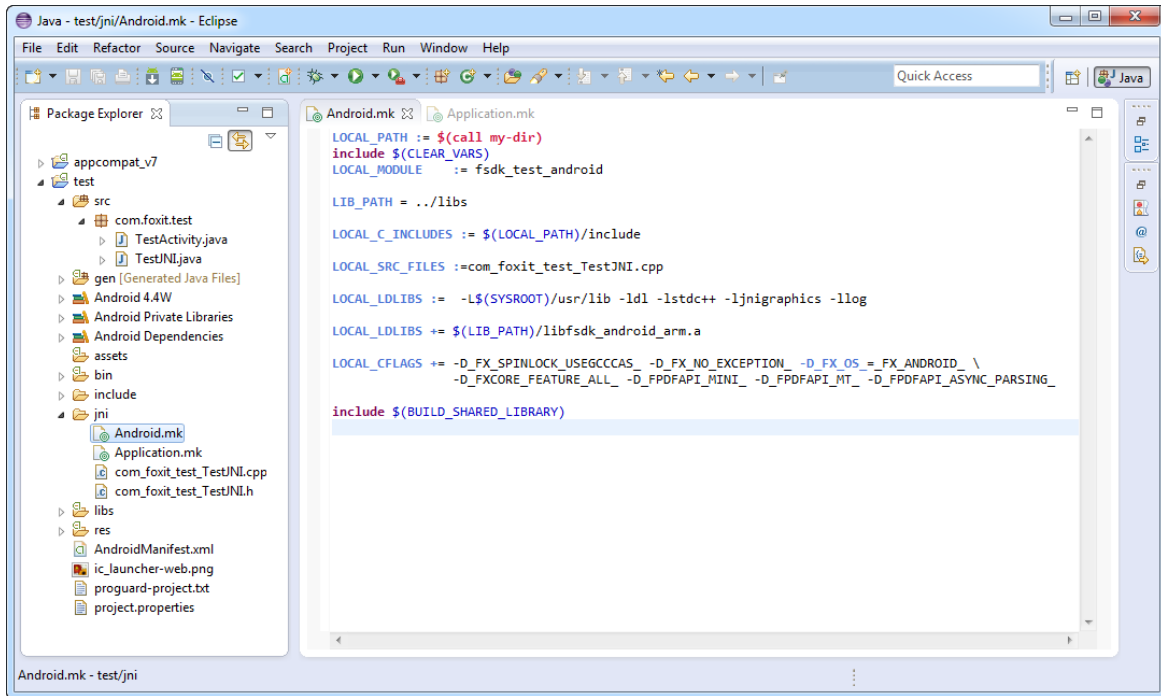 Java - test/jni/Android.mk - Eclipse
File Edit Refactor Source Navigate Search Project Run Window Help
Quick Access
Java
Package Explorer
appcompat_v7
test
src
com.foxit.test
TestActivity.java
TestJNI.java
gen [Generated Java Files]
Android 4.4W
Android Private Libraries
Android Dependencies
assets
bin
include
jni
Android.mk
Application.mk
com_foxit_test_TestJNI.cpp
com_foxit_test_TestJNI.h
libs
res
AndroidManifest.xml
ic_launcher-web.png
proguard-project.txt
project.properties
Android.mk Application.mk
LOCAL_PATH := $(call my-dir)
include $(CLEAR_VARS)
LOCAL_MODULE    := fsdk_test_android
LIB_PATH = ../libs
LOCAL_C_INCLUDES := $(LOCAL_PATH)/include
LOCAL_SRC_FILES :=com_foxit_test_TestJNI.cpp
LOCAL_LDLIBS :=  -L$(SYSROOT)/usr/lib -ldl -lstdc++ -ljnigraphics -llog
LOCAL_LDLIBS += $(LIB_PATH)/libfsdk_android_arm.a
LOCAL_CFLAGS += -D_FX_SPINLOCK_USEGCCCAS_ -D_FX_NO_EXCEPTION_ -D_FX_OS_=_FX_ANDROID_ \
-D_FXCORE_FEATURE_ALL_ -D_FPDFAPI_MINI_ -D_FPDFAPI_MT_ -D_FPDFAPI_ASYNC_PARSING_
include $(BUILD_SHARED_LIBRARY)
Android.mk - test/jni